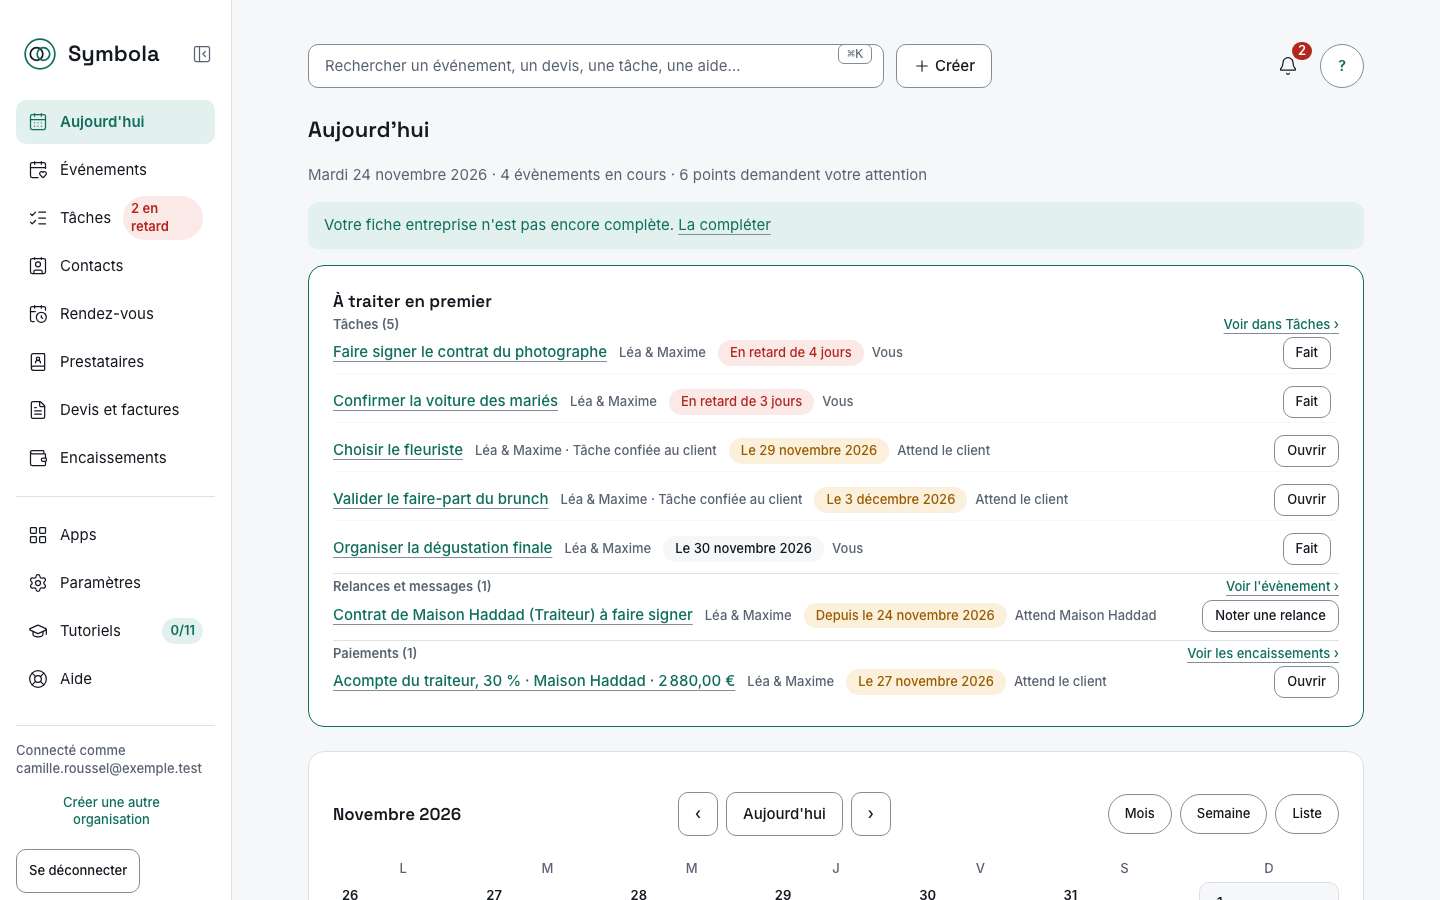 Symbola
Rechercher un événement, un devis, une tâche, une aide...
⌘K
Créer
2
?
Aujourd'hui
Événements
Tâches
2 en
retard
Contacts
Rendez-vous
Prestataires
Devis et factures
Encaissements
Apps
Paramètres
Tutoriels
0/11
Aide
Connecté comme
camille.roussel@exemple.test
Créer une autre
organisation
Se déconnecter
Aujourd’hui
Mardi 24 novembre 2026 · 4 évènements en cours · 6 points demandent votre attention
Votre fiche entreprise n'est pas encore complète. La compléter
À traiter en premier
Tâches (5) Voir dans Tâches ›
Faire signer le contrat du photographe Léa & Maxime En retard de 4 jours Vous Fait
Confirmer la voiture des mariés Léa & Maxime En retard de 3 jours Vous Fait
Choisir le fleuriste Léa & Maxime · Tâche confiée au client Le 29 novembre 2026 Attend le client Ouvrir
Valider le faire-part du brunch Léa & Maxime · Tâche confiée au client Le 3 décembre 2026 Attend le client Ouvrir
Organiser la dégustation finale Léa & Maxime Le 30 novembre 2026 Vous Fait
Relances et messages (1) Voir l'évènement ›
Contrat de Maison Haddad (Traiteur) à faire signer Léa & Maxime Depuis le 24 novembre 2026 Attend Maison Haddad Noter une relance
Paiements (1) Voir les encaissements ›
Acompte du traiteur, 30 % · Maison Haddad · 2 880,00 € Léa & Maxime Le 27 novembre 2026 Attend le client Ouvrir
Novembre 2026 ‹ Aujourd'hui › Mois Semaine Liste
L M M J V S D
26 27 28 29 30 31